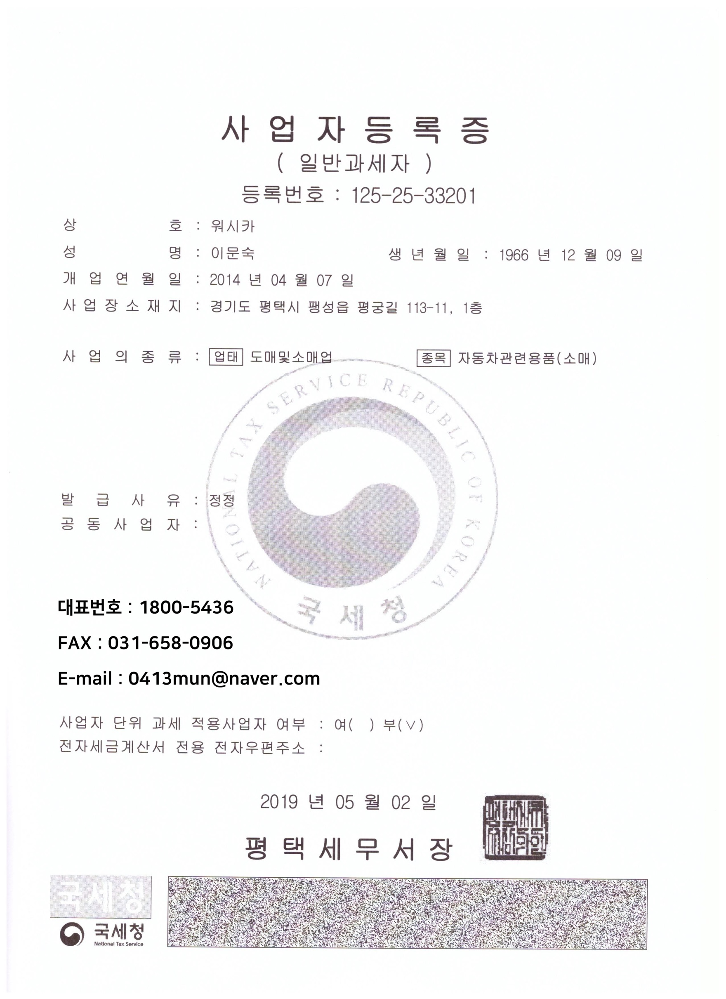 사업자등록증
( 일반과세자 )
등록번호 : 125-25-33201
상 호 : 워시카
성 명 : 이문숙 생 년 월 일 : 1966 년 12 월 09 일
개 업 연 월 일 : 2014 년 04 월 07 일
사 업 장 소 재 지 : 경기도 평택시 팽성읍 평궁길 113-11, 1층
사 업 의 종 류 : 업태 도매및소매업 종목 자동차관련용품(소매)
NATIONAL TAX SERVICE REPUBLIC OF KOREA
발 급 사 유 : 정정
공 동 사 업 자 :
국세청
대표번호 : 1800-5436
FAX : 031-658-0906
E-mail : 0413mun@naver.com
사업자 단위 과세 적용사업자 여부 : 여( ) 부(∨)
전자세금계산서 전용 전자우편주소 :
2019 년 05 월 02 일
평택세무서장
국세청
국세청
National Tax Service